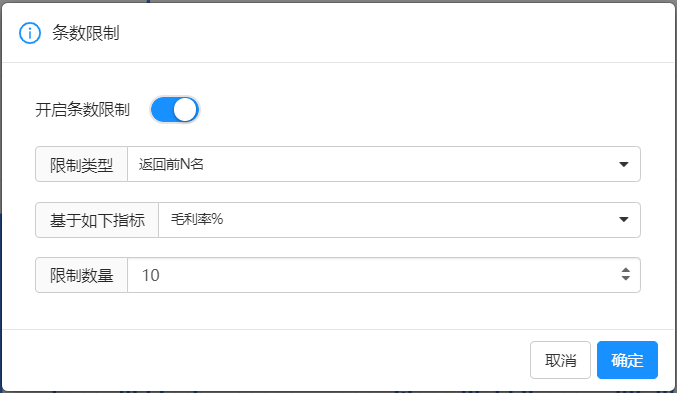 条数限制
开启条数限制
限制类型 返回前N名
基于如下指标 毛利率%
限制数量 10
取消 确定